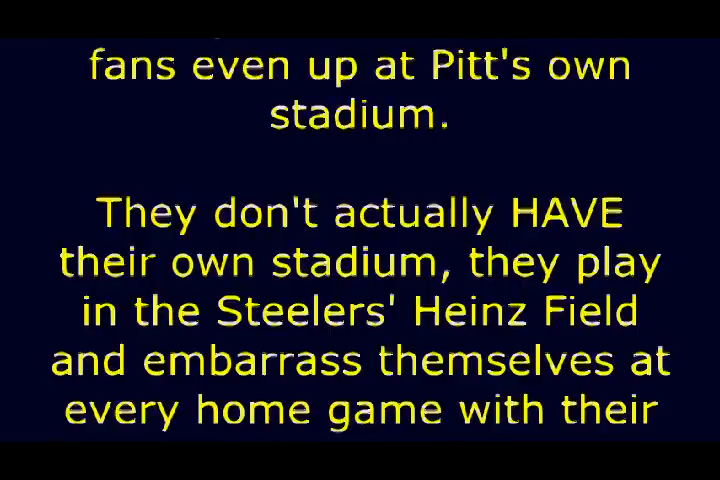 fans even up at Pitt's own
stadium.
They don't actually HAVE
their own stadium, they play
in the Steelers' Heinz Field
and embarrass themselves at
every home game with their